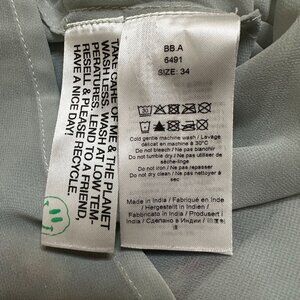 TAKE CARE OF ME & THE PLANET
WASH LESS. WASH AT LOW TEM-
PERATURES. LEND TO A FRIEND,
RESELL & PLEASE RECYCLE.
HAVE A NICE DAY!
BB.A
6491
SIZE: 34
Cold gentle machine wash / Lavage
délicat en machine à 30°C
Do not bleach / Ne pas blanchir
Do not tumble dry / Ne pas utiliser de
sèche-linge
Do not iron / Ne pas repasser
Do not dry clean / Ne pas nettoyer à
sec
Made in India / Fabriqué en Inde
/ Hergestellt in Indien /
Fabbricato in India / Produsert i
India / Сделано в Индии / 印度